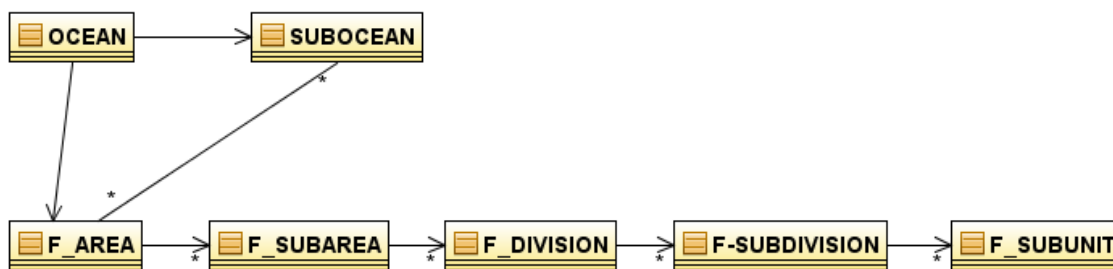 OCEAN SUBOCEAN
*
*
F_AREA F_SUBAREA F_DIVISION F-SUBDIVISION F_SUBUNIT
* * * *